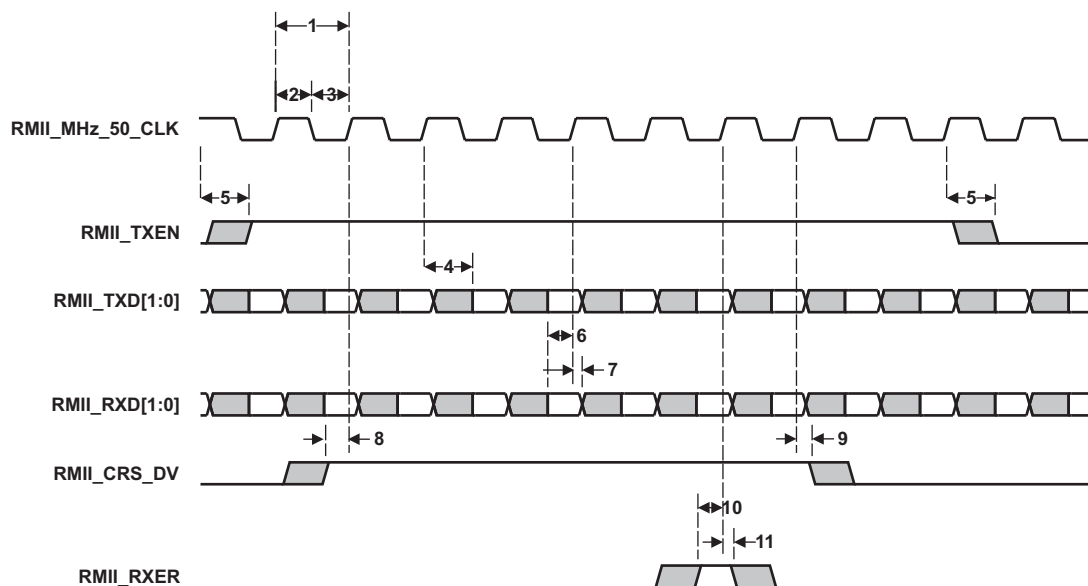 1
2
3
RMII_MHz_50_CLK
5
5
RMII_TXEN
4
RMII_TXD[1:0]
6
7
RMII_RXD[1:0]
8
9
RMII_CRS_DV
10
11
RMII_RXER